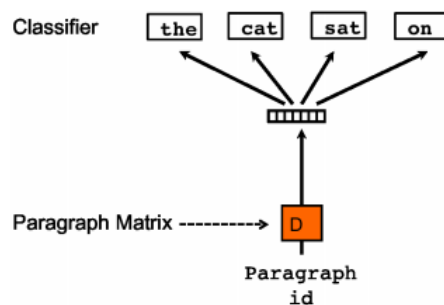 Classifier the cat sat on
Paragraph Matrix D
Paragraph
id